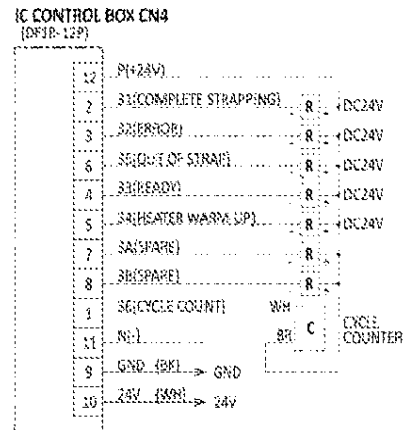 IC CONTROL BOX CN4
(DF1R-12P)
12 P(+24V)
2 31(COMPLETE STRAPPING) R DC24V
3 32(ERROR) R DC24V
6 35(OUT OF STRAP) R DC24V
4 33(READY) R DC24V
5 34(HEATER WARM UP) R DC24V
7 3A(SPARE) R
8 3B(SPARE) R
1 36(CYCLE COUNT) WH
11 N(-) BR C CYCLE COUNTER
9 GND (BK) GND
10 24V (WH) 24V